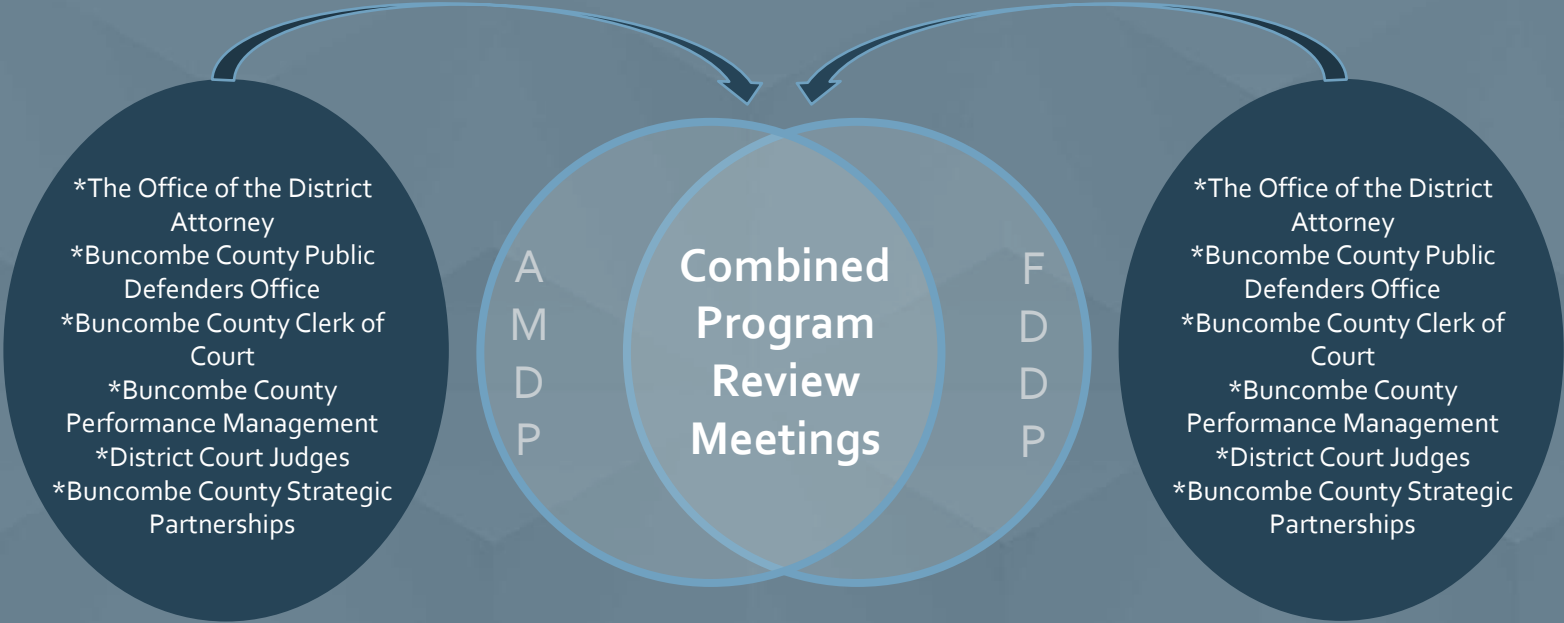 *The Office of the District
Attorney
*Buncombe County Public
Defenders Office
*Buncombe County Clerk of
Court
*Buncombe County
Performance Management
*District Court Judges
*Buncombe County Strategic
Partnerships
A
M
D
P
Combined
Program
Review
Meetings
F
D
D
P
*The Office of the District
Attorney
*Buncombe County Public
Defenders Office
*Buncombe County Clerk of
Court
*Buncombe County
Performance Management
*District Court Judges
*Buncombe County Strategic
Partnerships